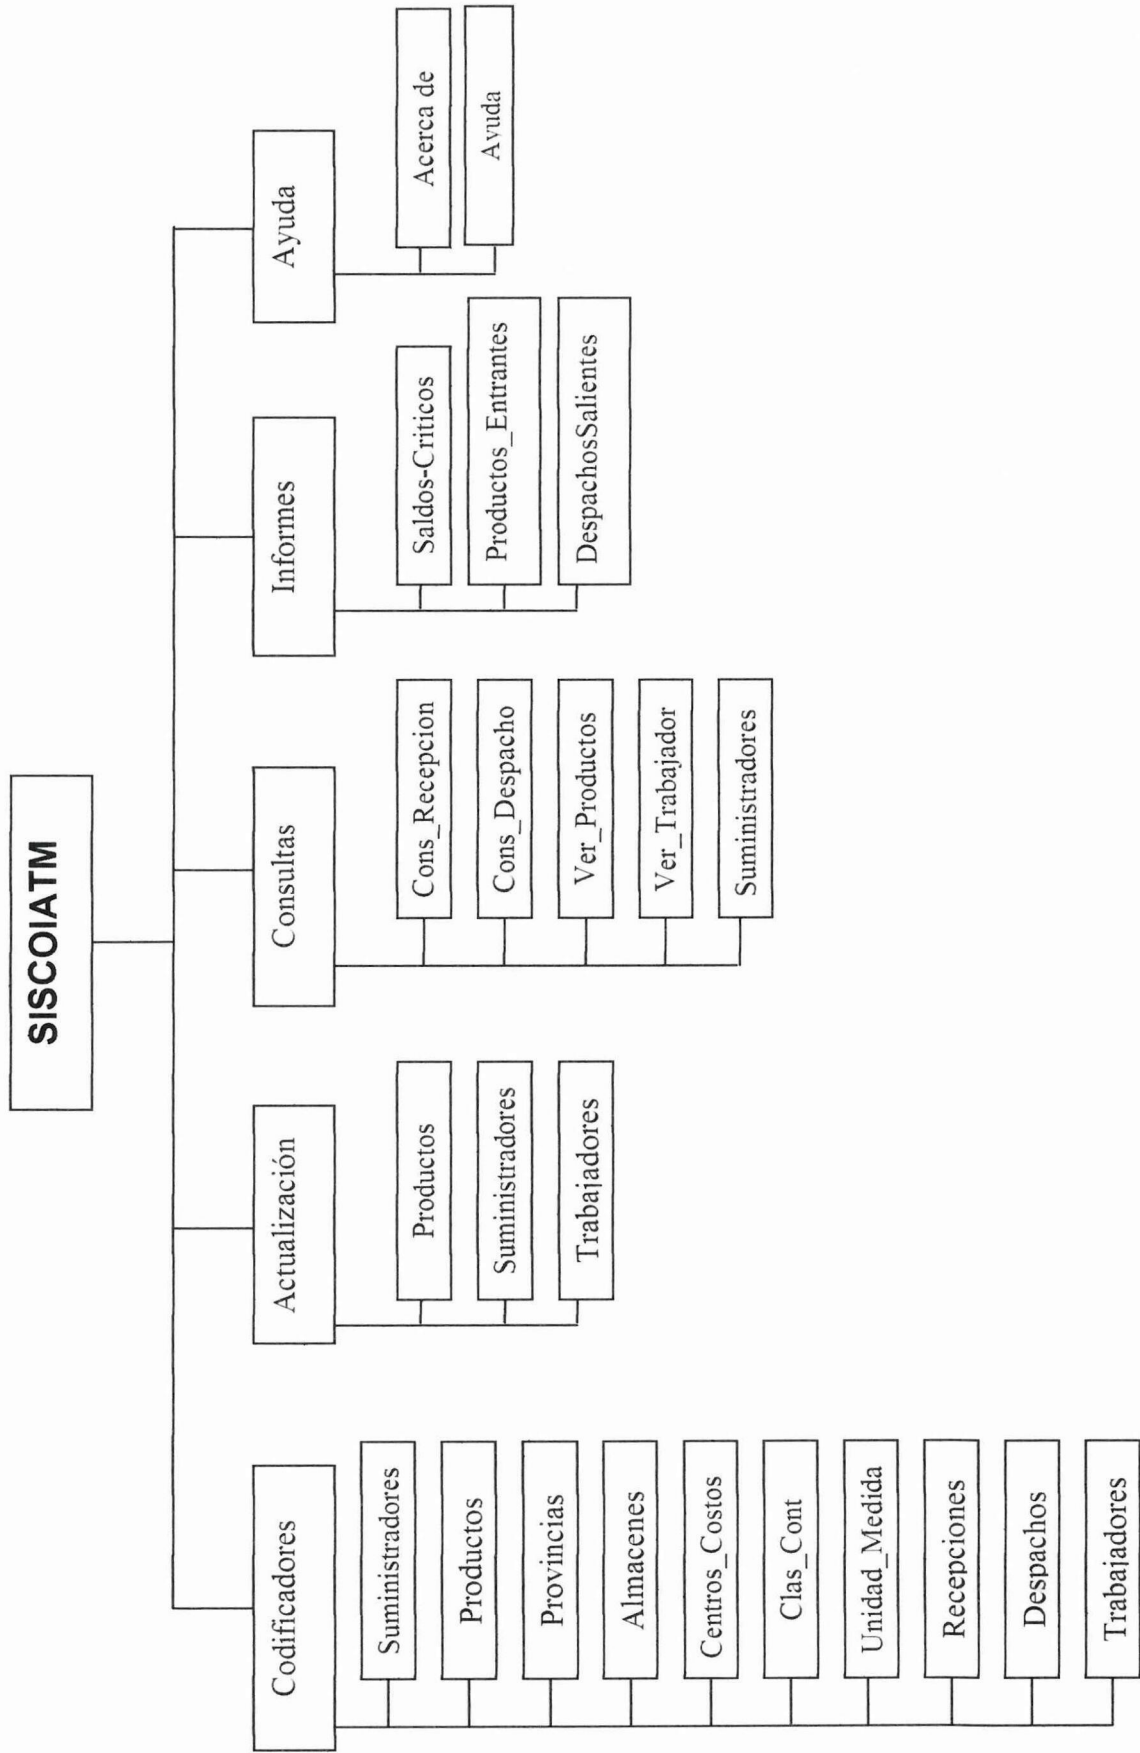 SISCOIATM
Codificadores
Suministradores
Productos
Provincias
Almacenes
Centros_Costos
Clas_Cont
Unidad_Medida
Recepciones
Despachos
Trabajadores
Actualización
Productos
Suministradores
Trabajadores
Consultas
Cons_Recepcion
Cons_Despacho
Ver_Productos
Ver_Trabajador
Suministradores
Informes
Saldos-Criticos
Productos_Entrantes
DespachosSalientes
Ayuda
Acerca de
Ayuda